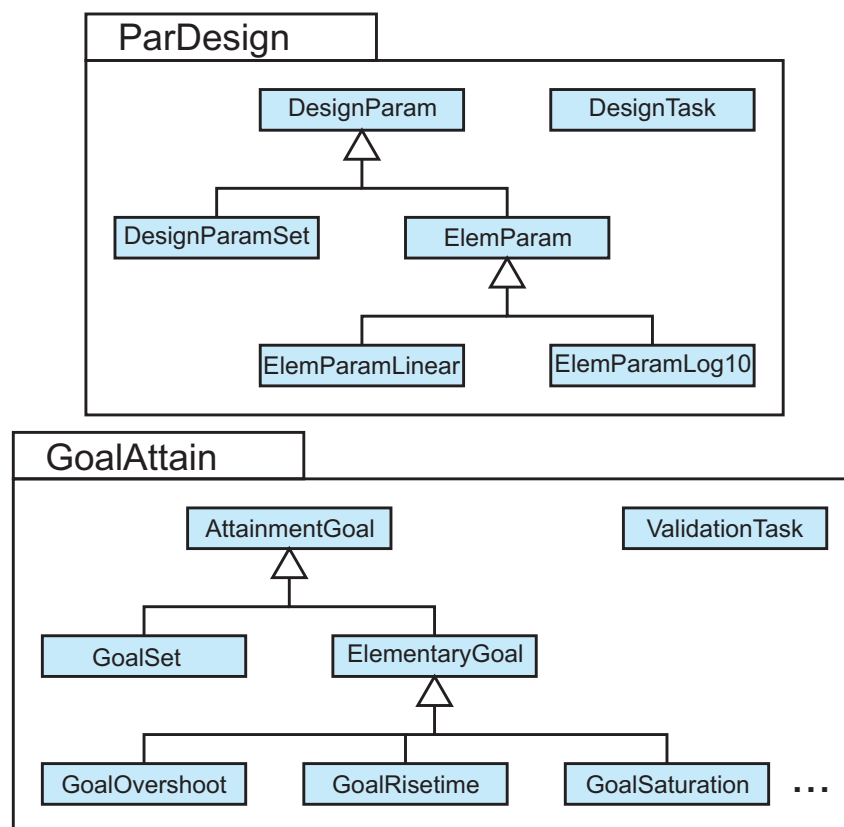 ParDesign
DesignParam DesignTask
DesignParamSet ElemParam
ElemParamLinear ElemParamLog10
GoalAttain
AttainmentGoal ValidationTask
GoalSet ElementaryGoal
GoalOvershoot GoalRisetime GoalSaturation ...